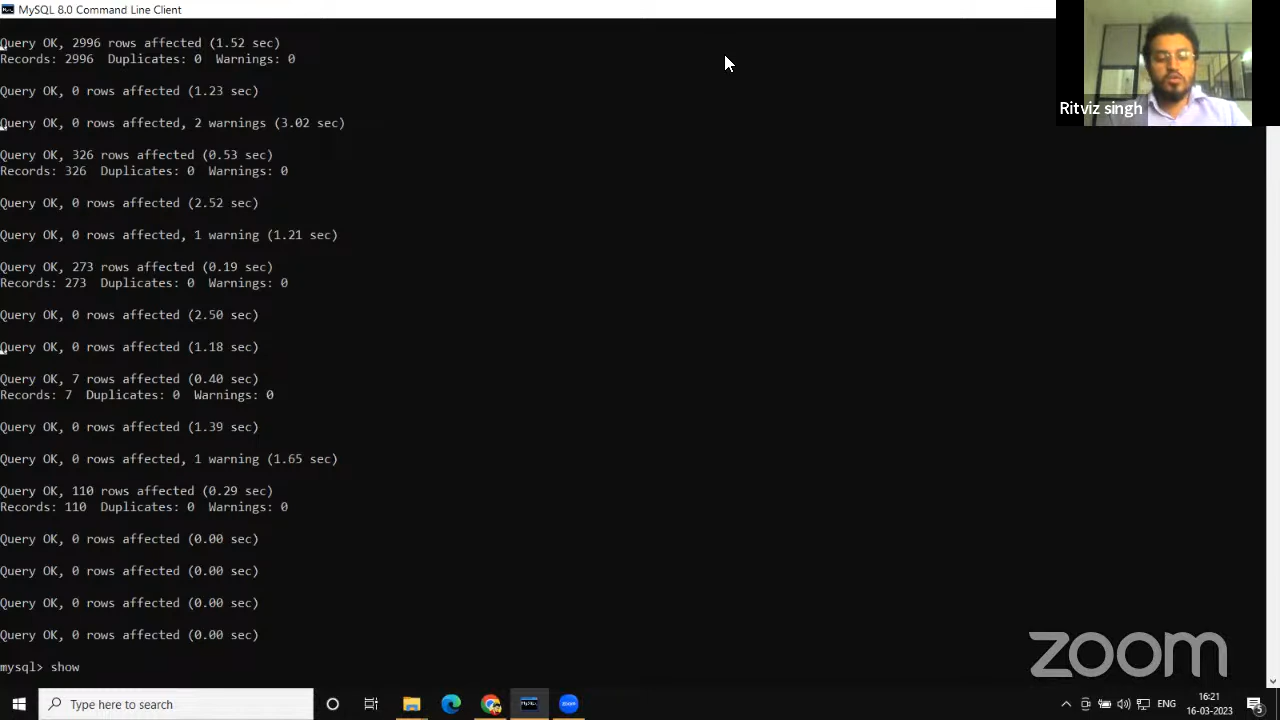 MySQL 8.0 Command Line Client
Query OK, 2996 rows affected (1.52 sec)
Records: 2996  Duplicates: 0  Warnings: 0
Query OK, 0 rows affected (1.23 sec)
Query OK, 0 rows affected, 2 warnings (3.02 sec)
Query OK, 326 rows affected (0.53 sec)
Records: 326  Duplicates: 0  Warnings: 0
Query OK, 0 rows affected (2.52 sec)
Query OK, 0 rows affected, 1 warning (1.21 sec)
Query OK, 273 rows affected (0.19 sec)
Records: 273  Duplicates: 0  Warnings: 0
Query OK, 0 rows affected (2.50 sec)
Query OK, 0 rows affected (1.18 sec)
Query OK, 7 rows affected (0.40 sec)
Records: 7  Duplicates: 0  Warnings: 0
Query OK, 0 rows affected (1.39 sec)
Query OK, 0 rows affected, 1 warning (1.65 sec)
Query OK, 110 rows affected (0.29 sec)
Records: 110  Duplicates: 0  Warnings: 0
Query OK, 0 rows affected (0.00 sec)
Query OK, 0 rows affected (0.00 sec)
Query OK, 0 rows affected (0.00 sec)
Query OK, 0 rows affected (0.00 sec)
mysql> show
Ritviz singh
zoom
Type here to search
zoom
ENG
16:21
16-03-2023
5